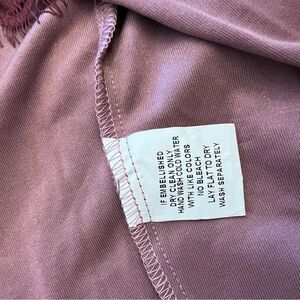 IF EMBELLISHED
DRY CLEAN ONLY
HAND WASH COLD WATER
WITH LIKE COLORS
NO BLEACH
LAY FLAT TO DRY
WASH SEPARATELY